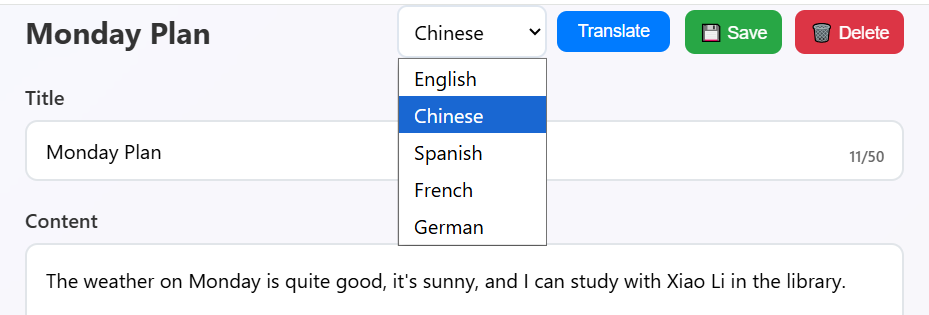 Monday Plan
Chinese
Translate
💾 Save
🗑️ Delete
English
Chinese
Spanish
French
German
Title
Monday Plan
11/50
Content
The weather on Monday is quite good, it's sunny, and I can study with Xiao Li in the library.